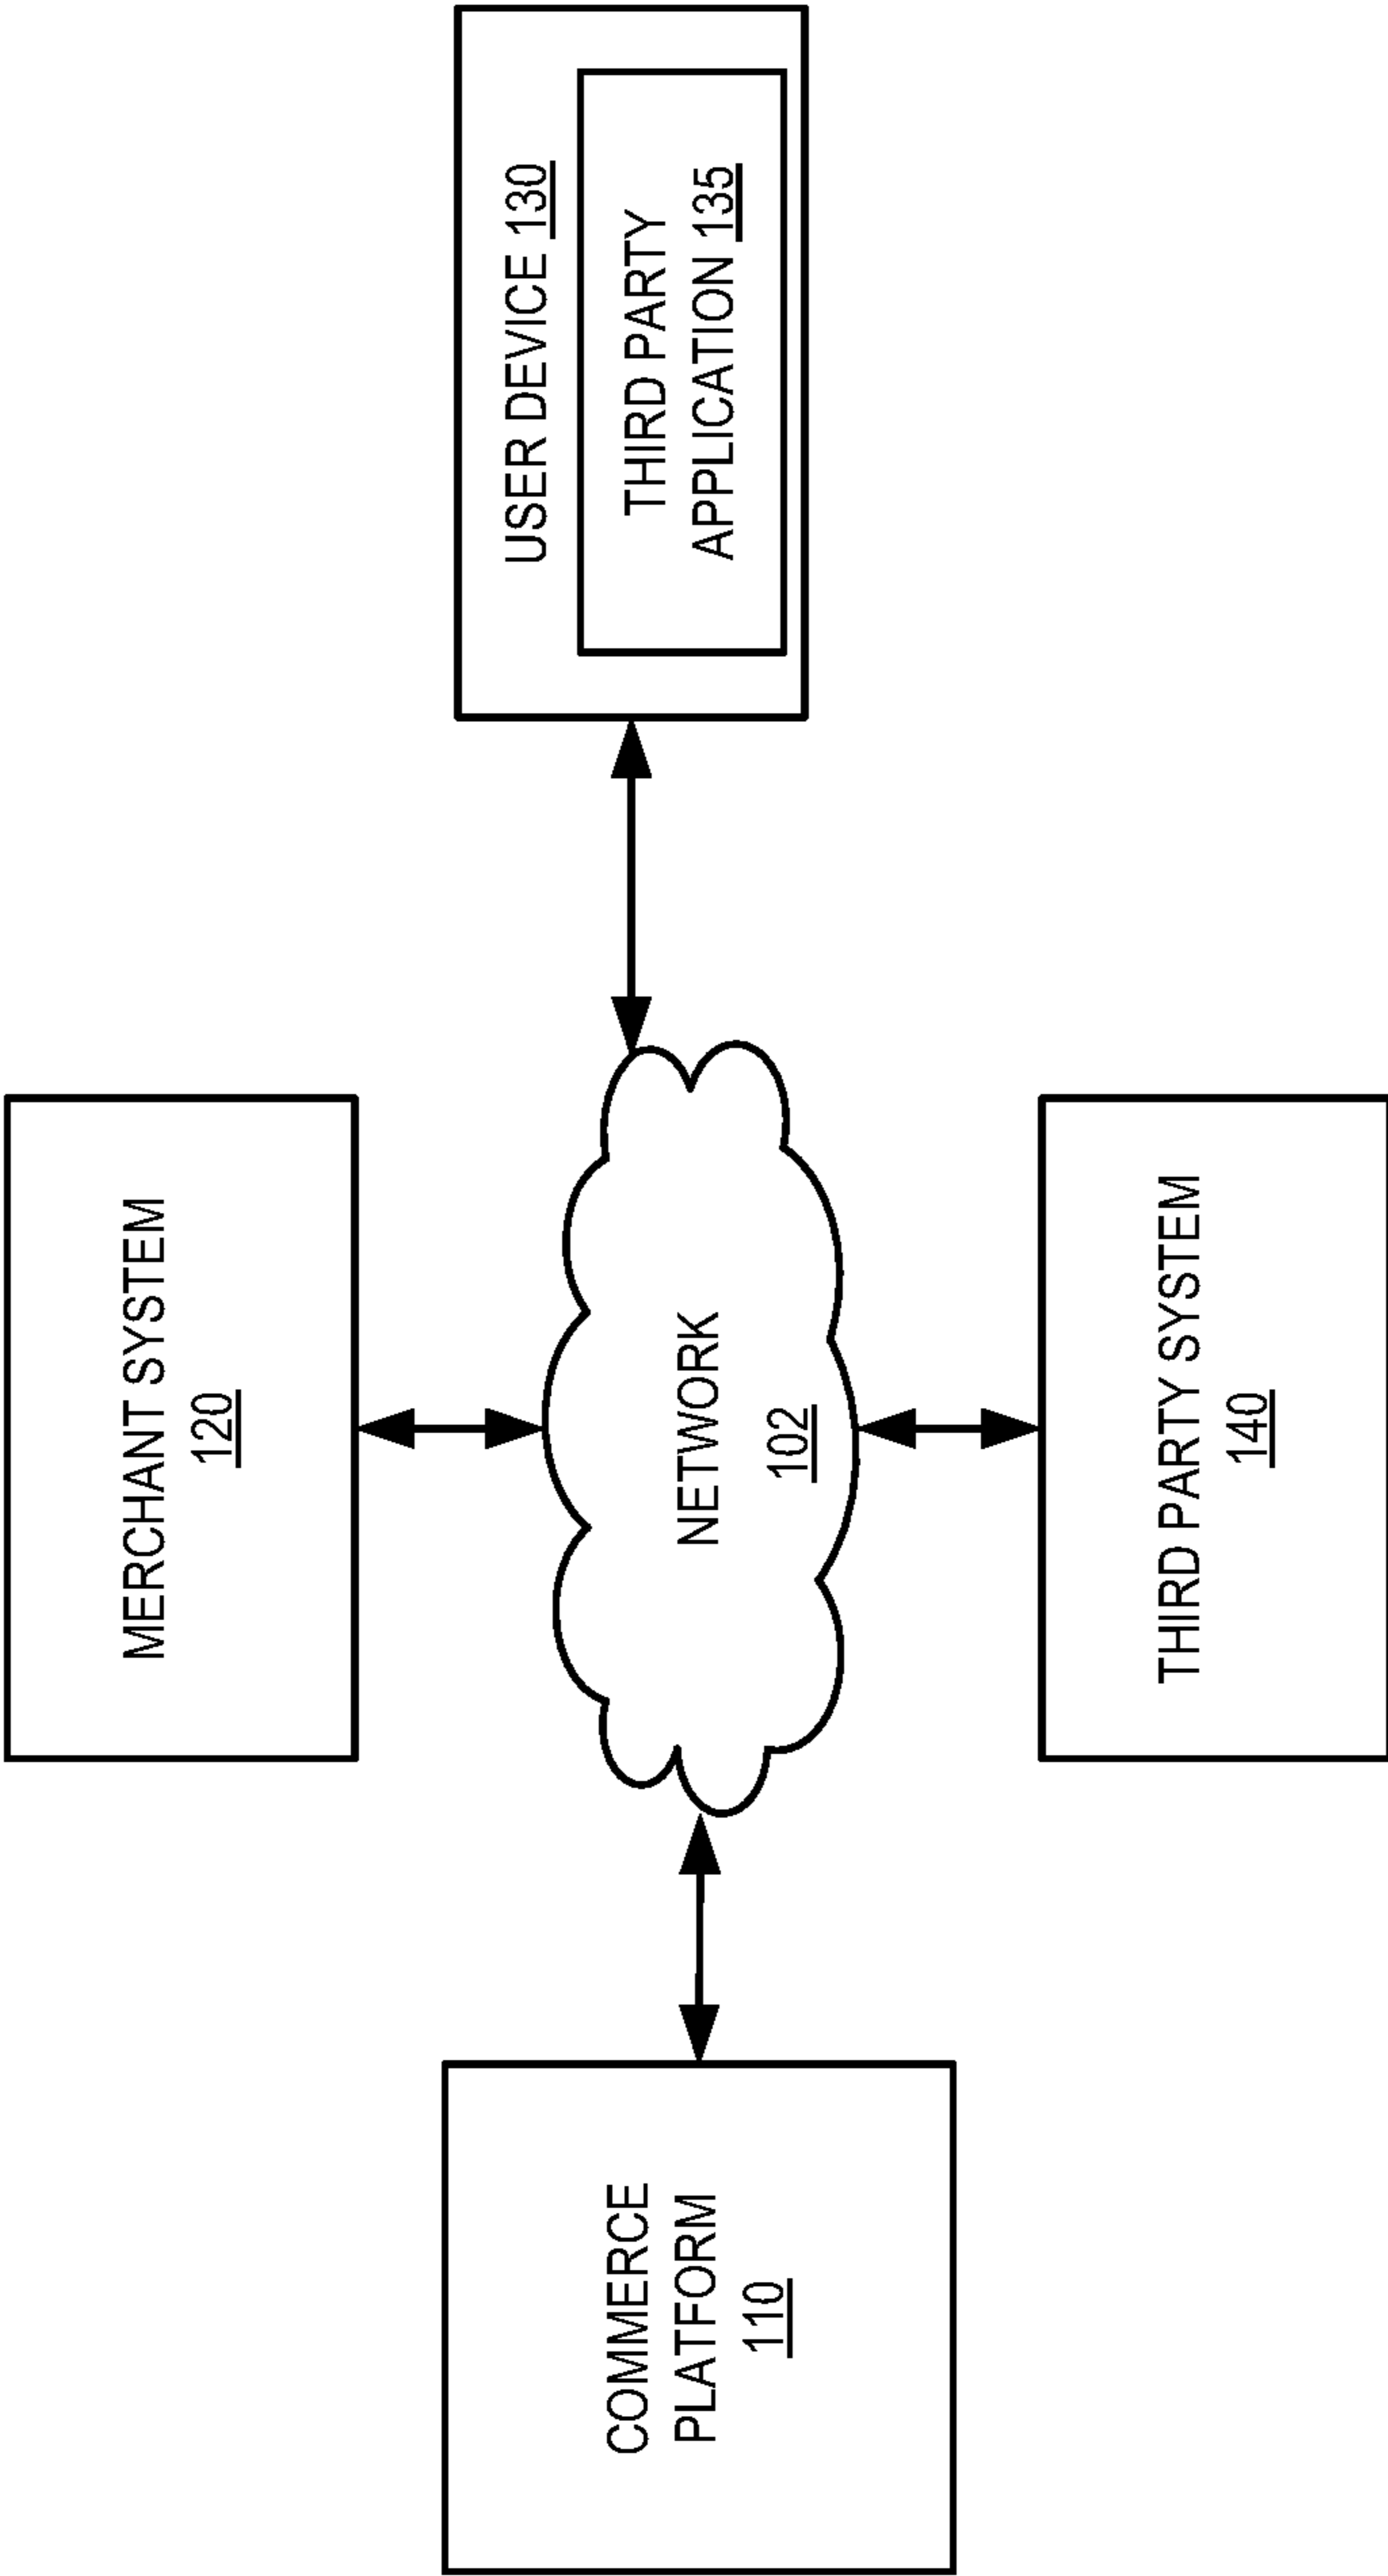 MERCHANT SYSTEM
120
COMMERCE
PLATFORM
110
NETWORK
102
USER DEVICE 130
THIRD PARTY
APPLICATION 135
THIRD PARTY SYSTEM
140